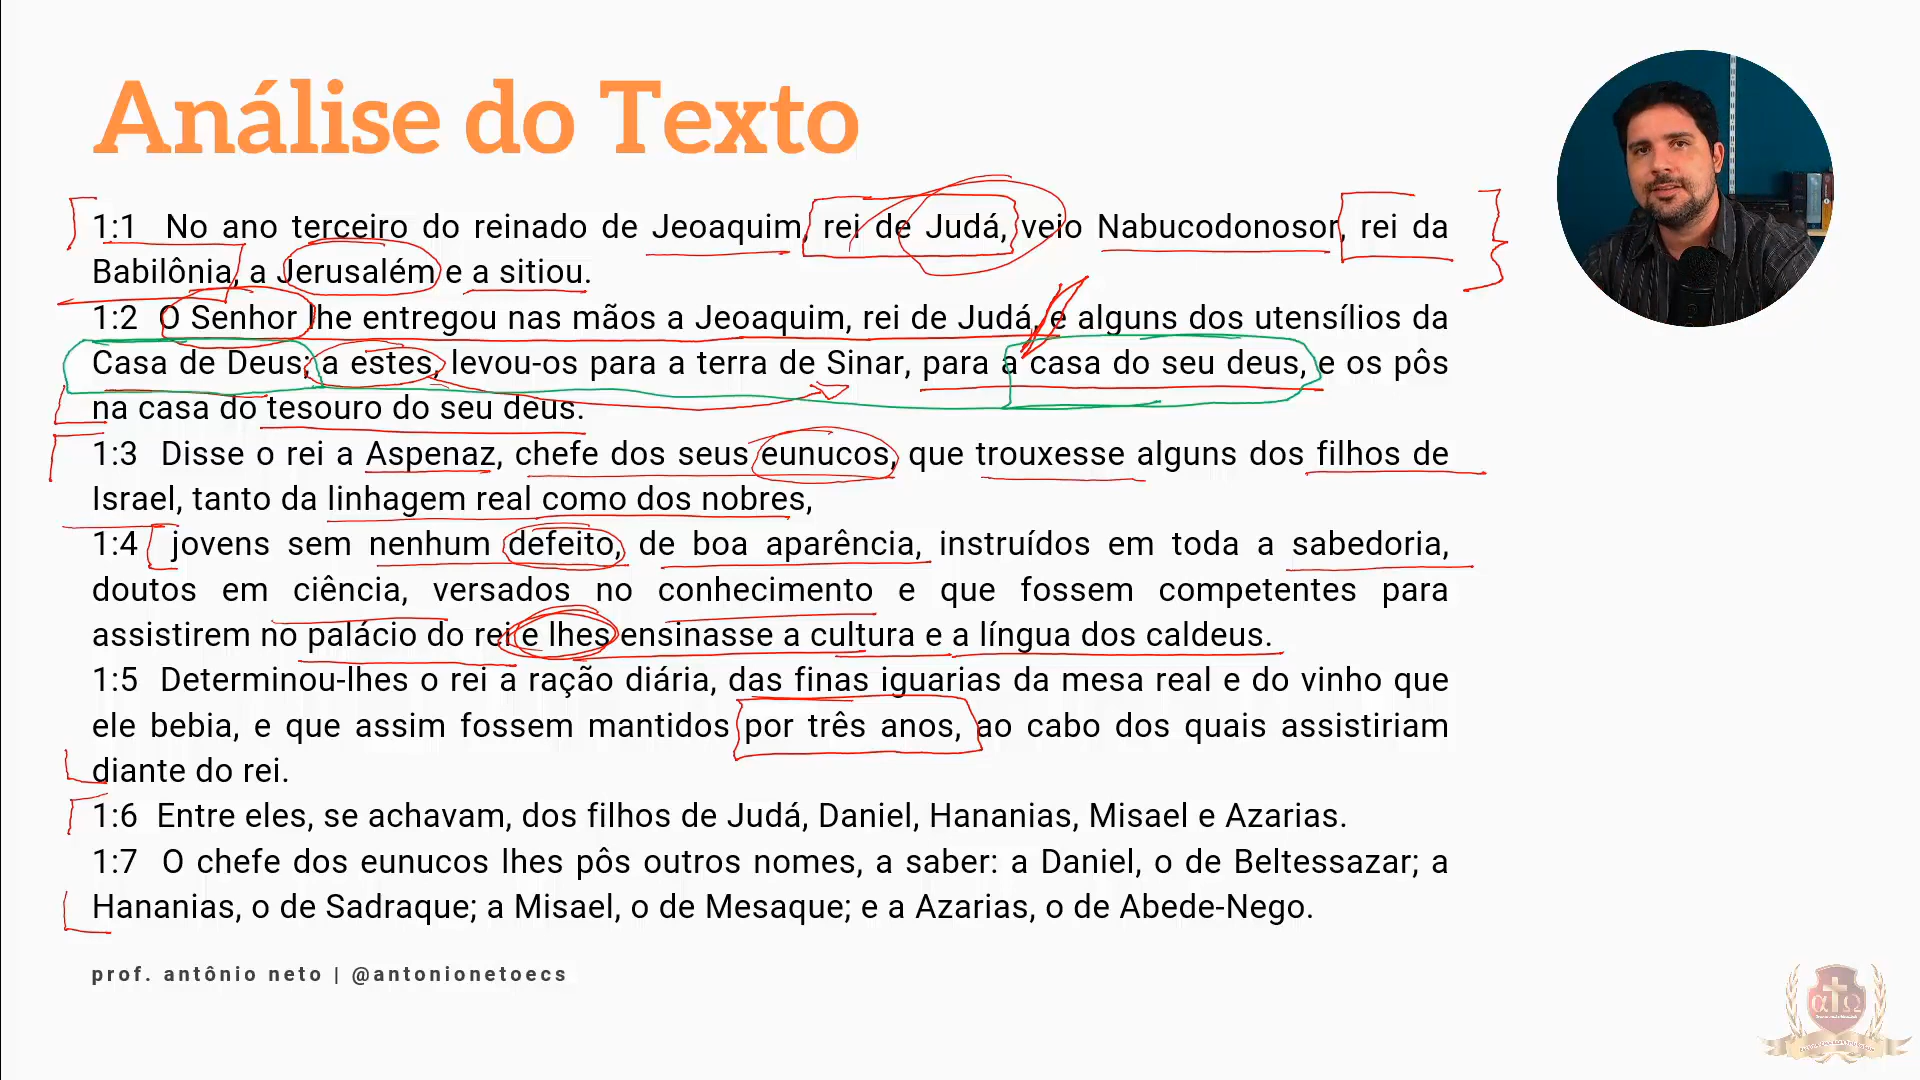 Análise do Texto
1:1 No ano terceiro do reinado de Jeoaquim, rei de Judá, veio Nabucodonosor, rei da
Babilônia, a Jerusalém e a sitiou.
1:2 O Senhor lhe entregou nas mãos a Jeoaquim, rei de Judá, e alguns dos utensílios da
Casa de Deus; a estes, levou-os para a terra de Sinar, para a casa do seu deus, e os pôs
na casa do tesouro do seu deus.
1:3 Disse o rei a Aspenaz, chefe dos seus eunucos, que trouxesse alguns dos filhos de
Israel, tanto da linhagem real como dos nobres,
1:4 jovens sem nenhum defeito, de boa aparência, instruídos em toda a sabedoria,
doutos em ciência, versados no conhecimento e que fossem competentes para
assistirem no palácio do rei e lhes ensinasse a cultura e a língua dos caldeus.
1:5 Determinou-lhes o rei a ração diária, das finas iguarias da mesa real e do vinho que
ele bebia, e que assim fossem mantidos por três anos, ao cabo dos quais assistiriam
diante do rei.
1:6 Entre eles, se achavam, dos filhos de Judá, Daniel, Hananias, Misael e Azarias.
1:7 O chefe dos eunucos lhes pôs outros nomes, a saber: a Daniel, o de Beltessazar; a
Hananias, o de Sadraque; a Misael, o de Mesaque; e a Azarias, o de Abede-Nego.
prof. antônio neto | @antonionetoecs
α Ω